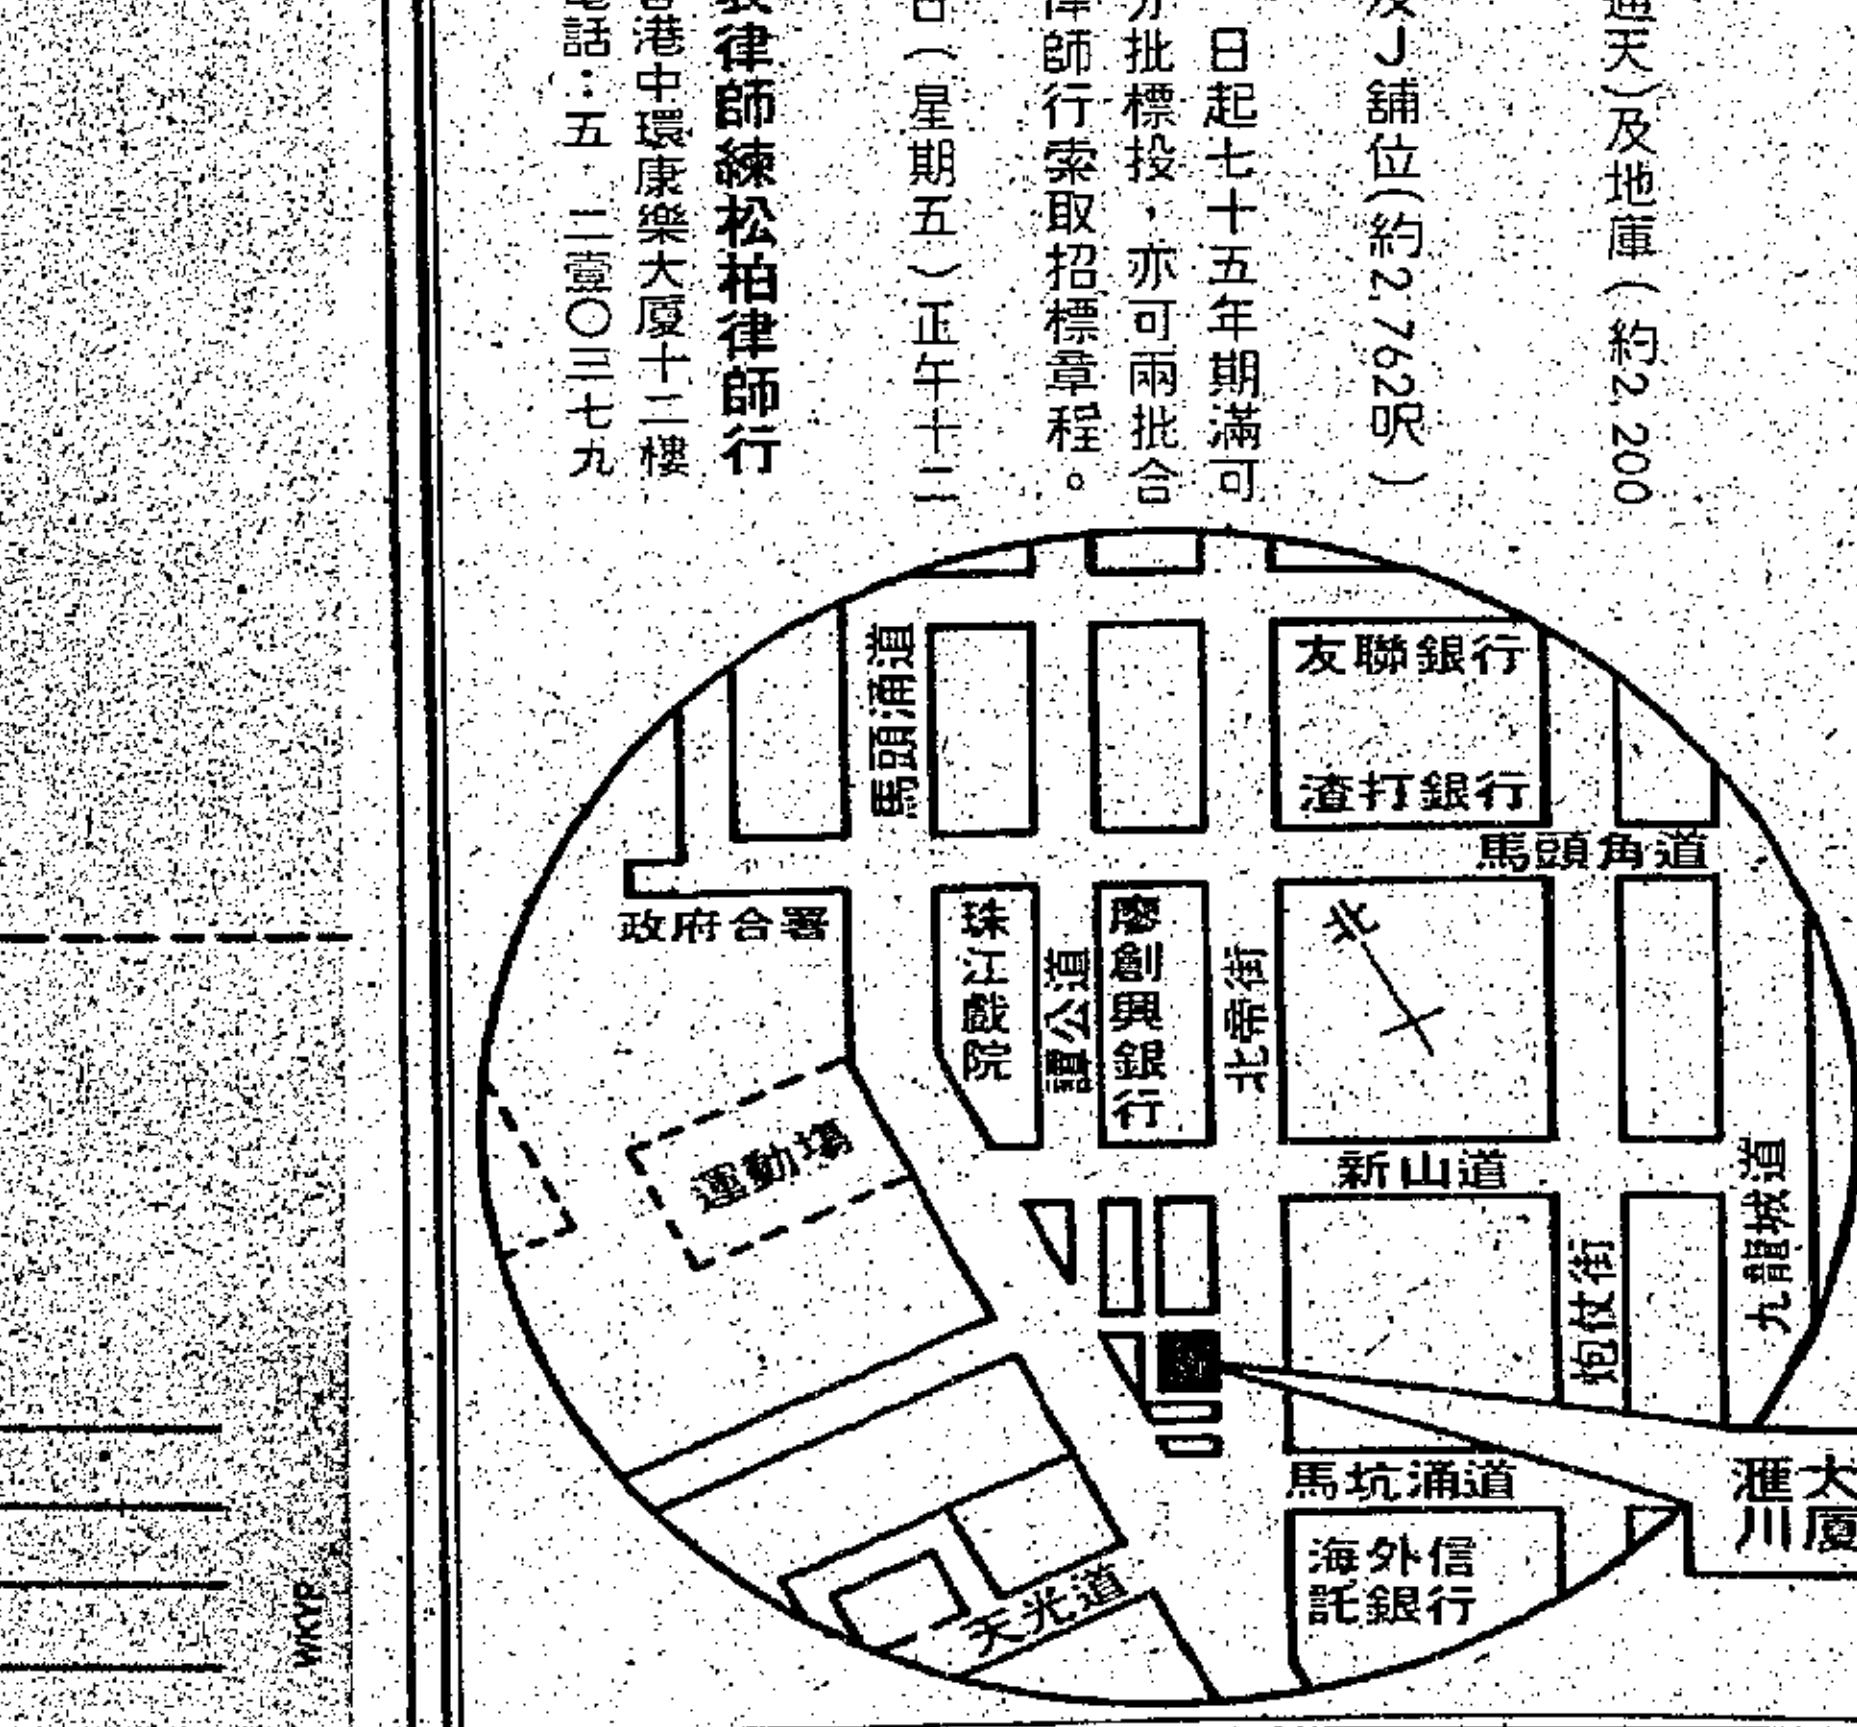 通天）及地庫（約2,200
及J舖位（約2,762呎）
日起七十五年期滿可
分批標投，亦可兩批合
律師行索取招標章程。
（星期五）正午十二
律師練松柏律師行
香港中環康樂大廈十二樓
電話：五．二壹〇三七九
友聯銀行
馬頭涌道
渣打銀行
馬頭角道
政府合署
珠江戲院
譚公道
廖創興銀行
北帝街
北
運動場
新山道
九龍城道
炮仗街
馬坑涌道
滙川
大廈
海外信
託銀行
天光道
WKYP